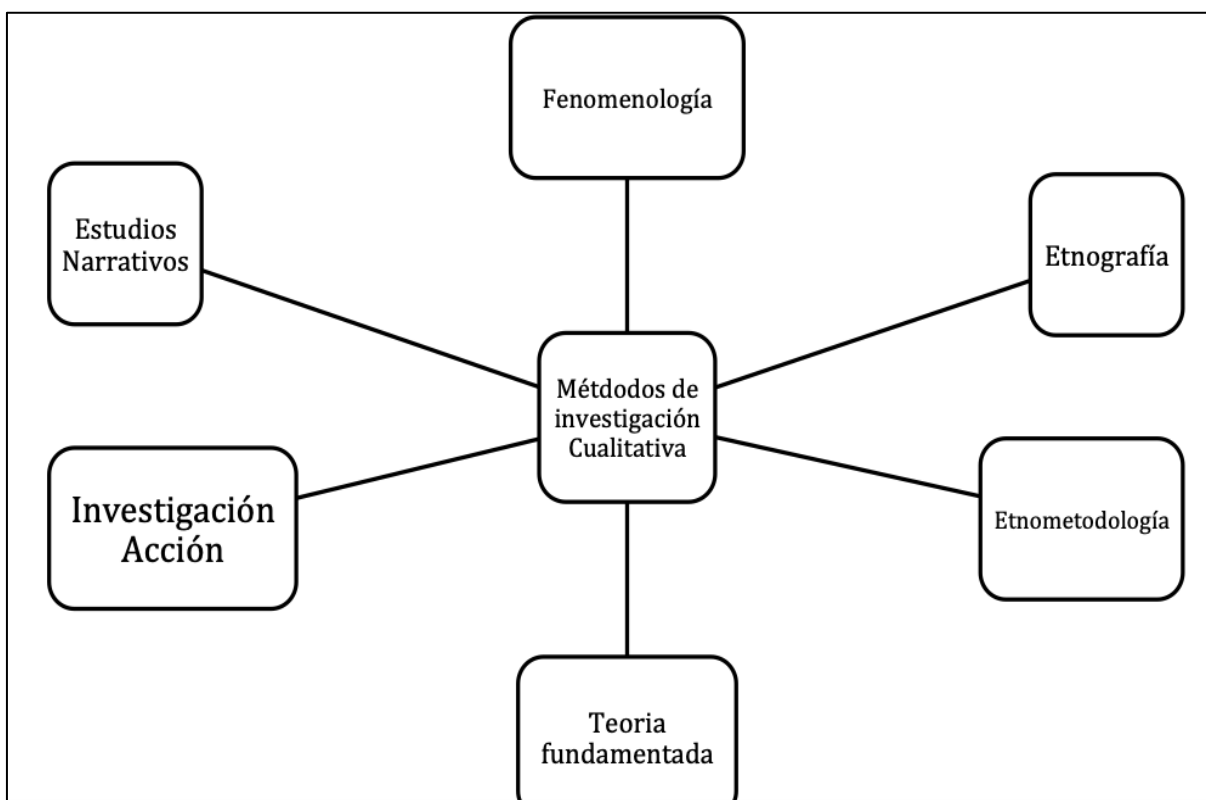 Fenomenología
Estudios
Narrativos
Etnografía
Métdodos de
investigación
Cualitativa
Investigación
Acción
Etnometodología
Teoria
fundamentada